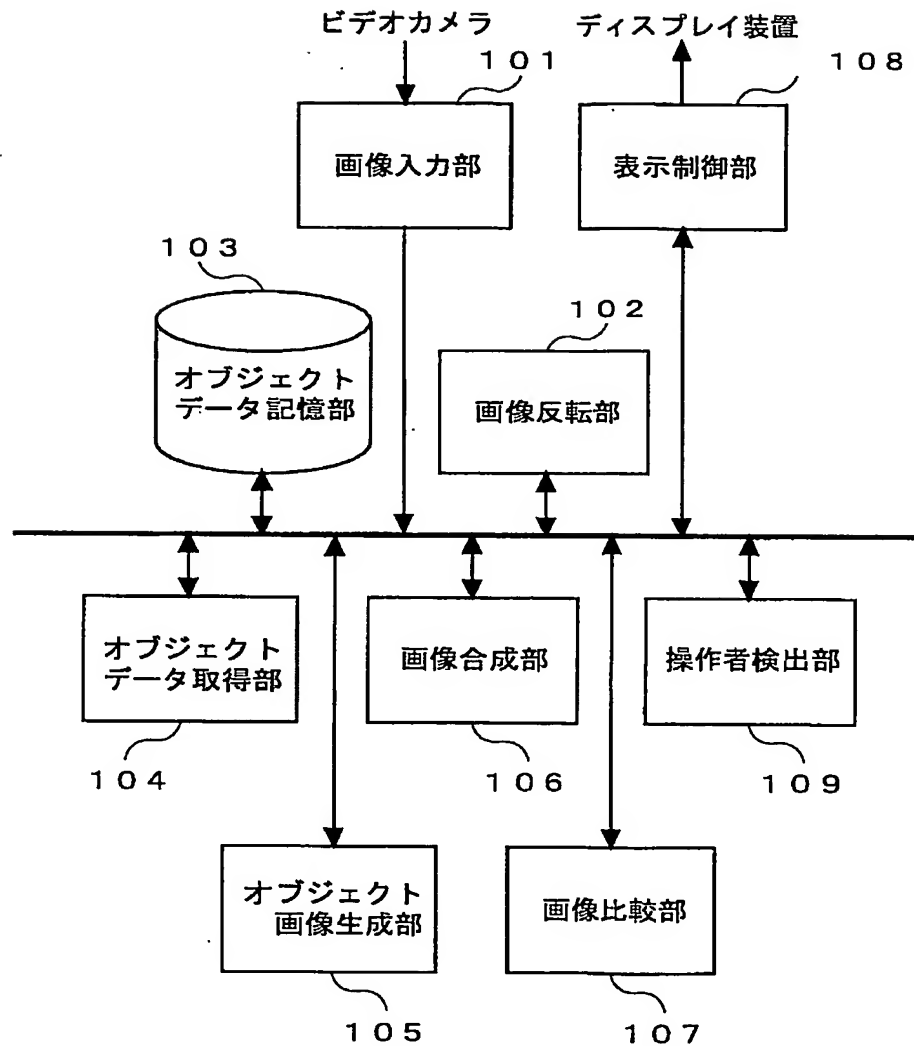 ビデオカメラ
ディスプレイ装置
１０１
１０８
画像入力部
表示制御部
１０３
１０２
オブジェクト
データ記憶部
画像反転部
オブジェクト
データ取得部
画像合成部
操作者検出部
１０４
１０６
１０９
オブジェクト
画像生成部
画像比較部
１０５
１０７